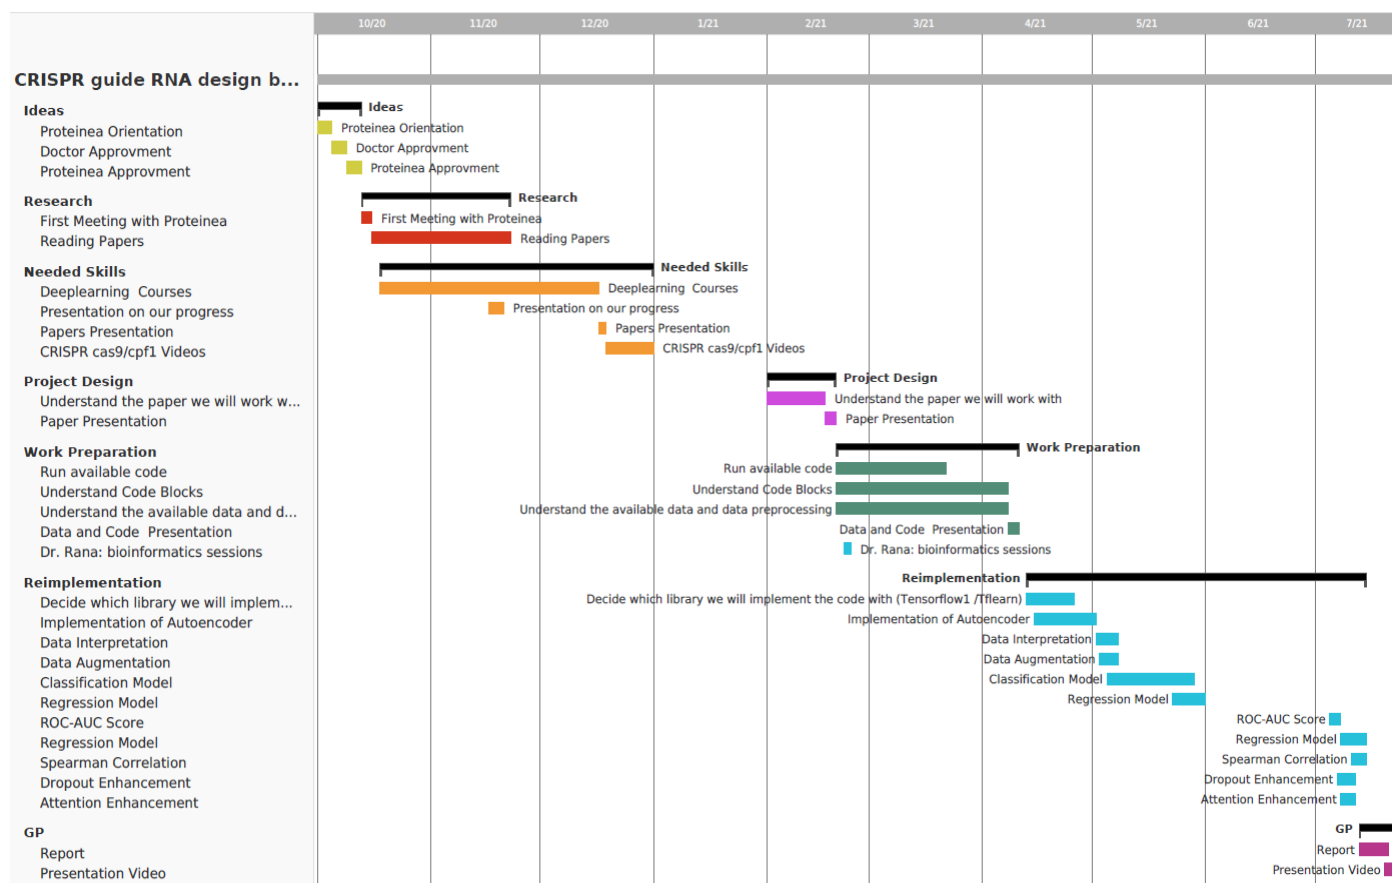 10/20 11/20 12/20 1/21 2/21 3/21 4/21 5/21 6/21 7/21
CRISPR guide RNA design b...
Ideas Ideas
Proteinea Orientation Proteinea Orientation
Doctor Approvment Doctor Approvment
Proteinea Approvment Proteinea Approvment
Research Research
First Meeting with Proteinea First Meeting with Proteinea
Reading Papers Reading Papers
Needed Skills Needed Skills
Deeplearning Courses Deeplearning Courses
Presentation on our progress Presentation on our progress
Papers Presentation Papers Presentation
CRISPR cas9/cpf1 Videos CRISPR cas9/cpf1 Videos
Project Design Project Design
Understand the paper we will work w... Understand the paper we will work with
Paper Presentation Paper Presentation
Work Preparation Work Preparation
Run available code Run available code
Understand Code Blocks Understand Code Blocks
Understand the available data and d... Understand the available data and data preprocessing
Data and Code Presentation Data and Code Presentation
Dr. Rana: bioinformatics sessions Dr. Rana: bioinformatics sessions
Reimplementation Reimplementation
Decide which library we will implem... Decide which library we will implement the code with (Tensorflow1 /Tflearn)
Implementation of Autoencoder Implementation of Autoencoder
Data Interpretation Data Interpretation
Data Augmentation Data Augmentation
Classification Model Classification Model
Regression Model Regression Model
ROC-AUC Score ROC-AUC Score
Regression Model Regression Model
Spearman Correlation Spearman Correlation
Dropout Enhancement Dropout Enhancement
Attention Enhancement Attention Enhancement
GP GP
Report Report
Presentation Video Presentation Video